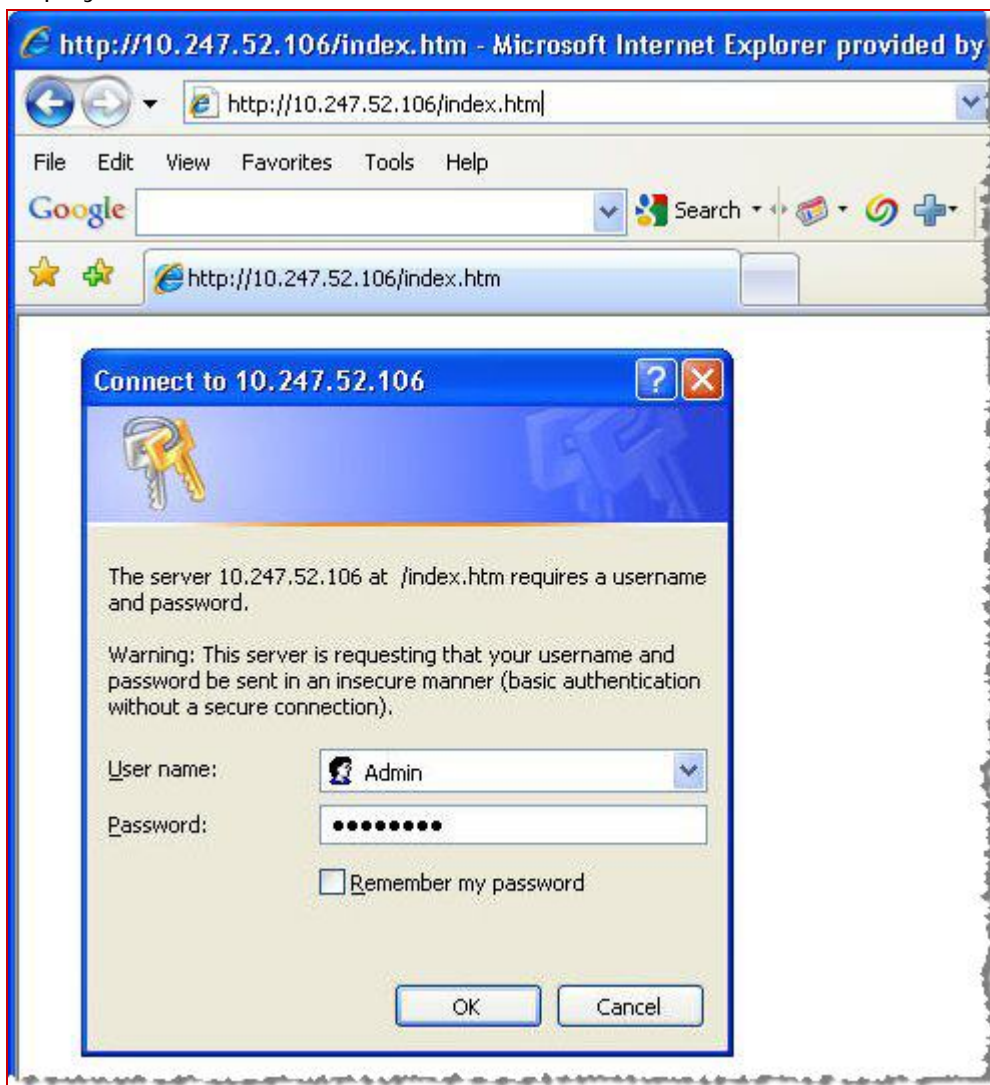 http://10.247.52.106/index.htm - Microsoft Internet Explorer provided by
http://10.247.52.106/index.htm
File Edit View Favorites Tools Help
Google Search
http://10.247.52.106/index.htm
Connect to 10.247.52.106
The server 10.247.52.106 at /index.htm requires a username
and password.
Warning: This server is requesting that your username and
password be sent in an insecure manner (basic authentication
without a secure connection).
User name: Admin
Password: ••••••••
Remember my password
OK Cancel